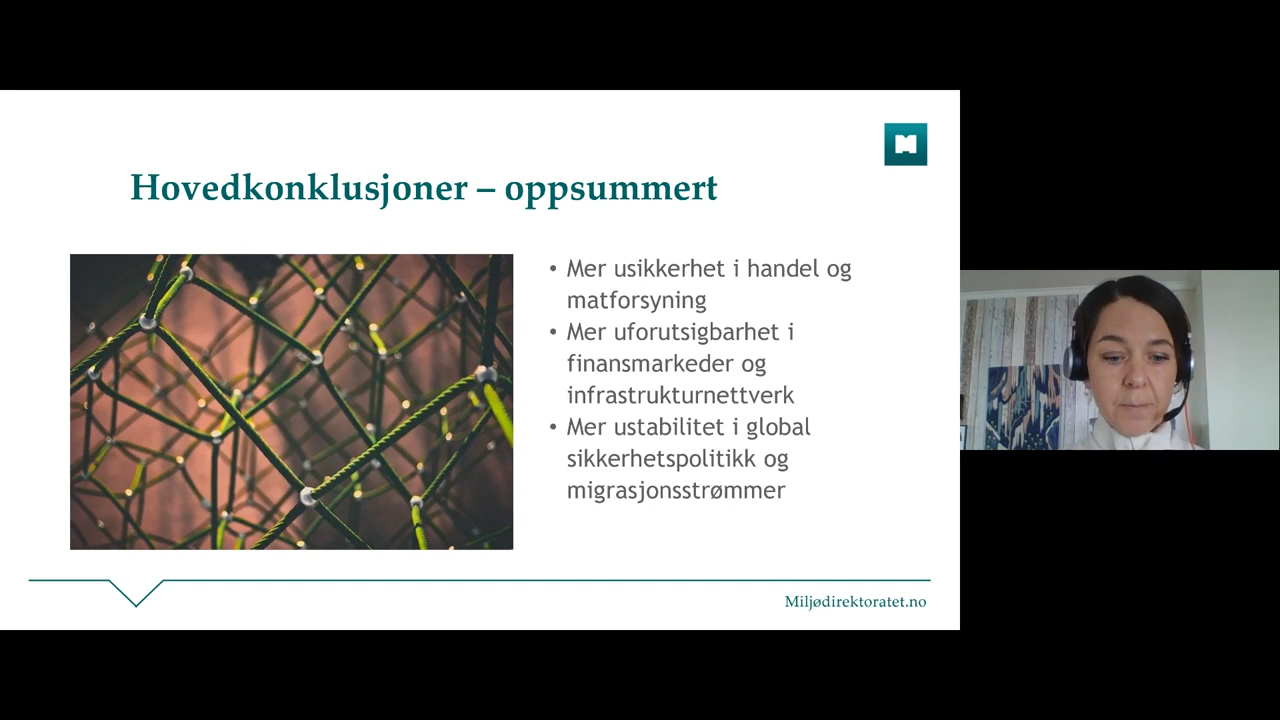 Hovedkonklusjoner – oppsummert
• Mer usikkerhet i handel og
matforsyning
• Mer uforutsigbarhet i
finansmarkeder og
infrastrukturnettverk
• Mer ustabilitet i global
sikkerhetspolitikk og
migrasjonsstrømmer
Miljødirektoratet.no